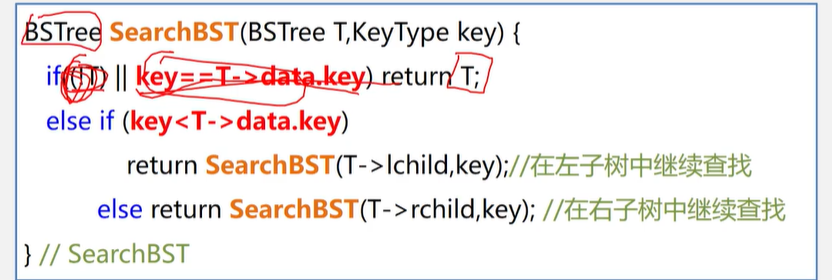 BSTree SearchBST(BSTree T,KeyType key) {
if((!T) || key==T->data.key) return T;
else if (key<T->data.key)
return SearchBST(T->lchild,key);//在左子树中继续查找
else return SearchBST(T->rchild,key); //在右子树中继续查找
} // SearchBST